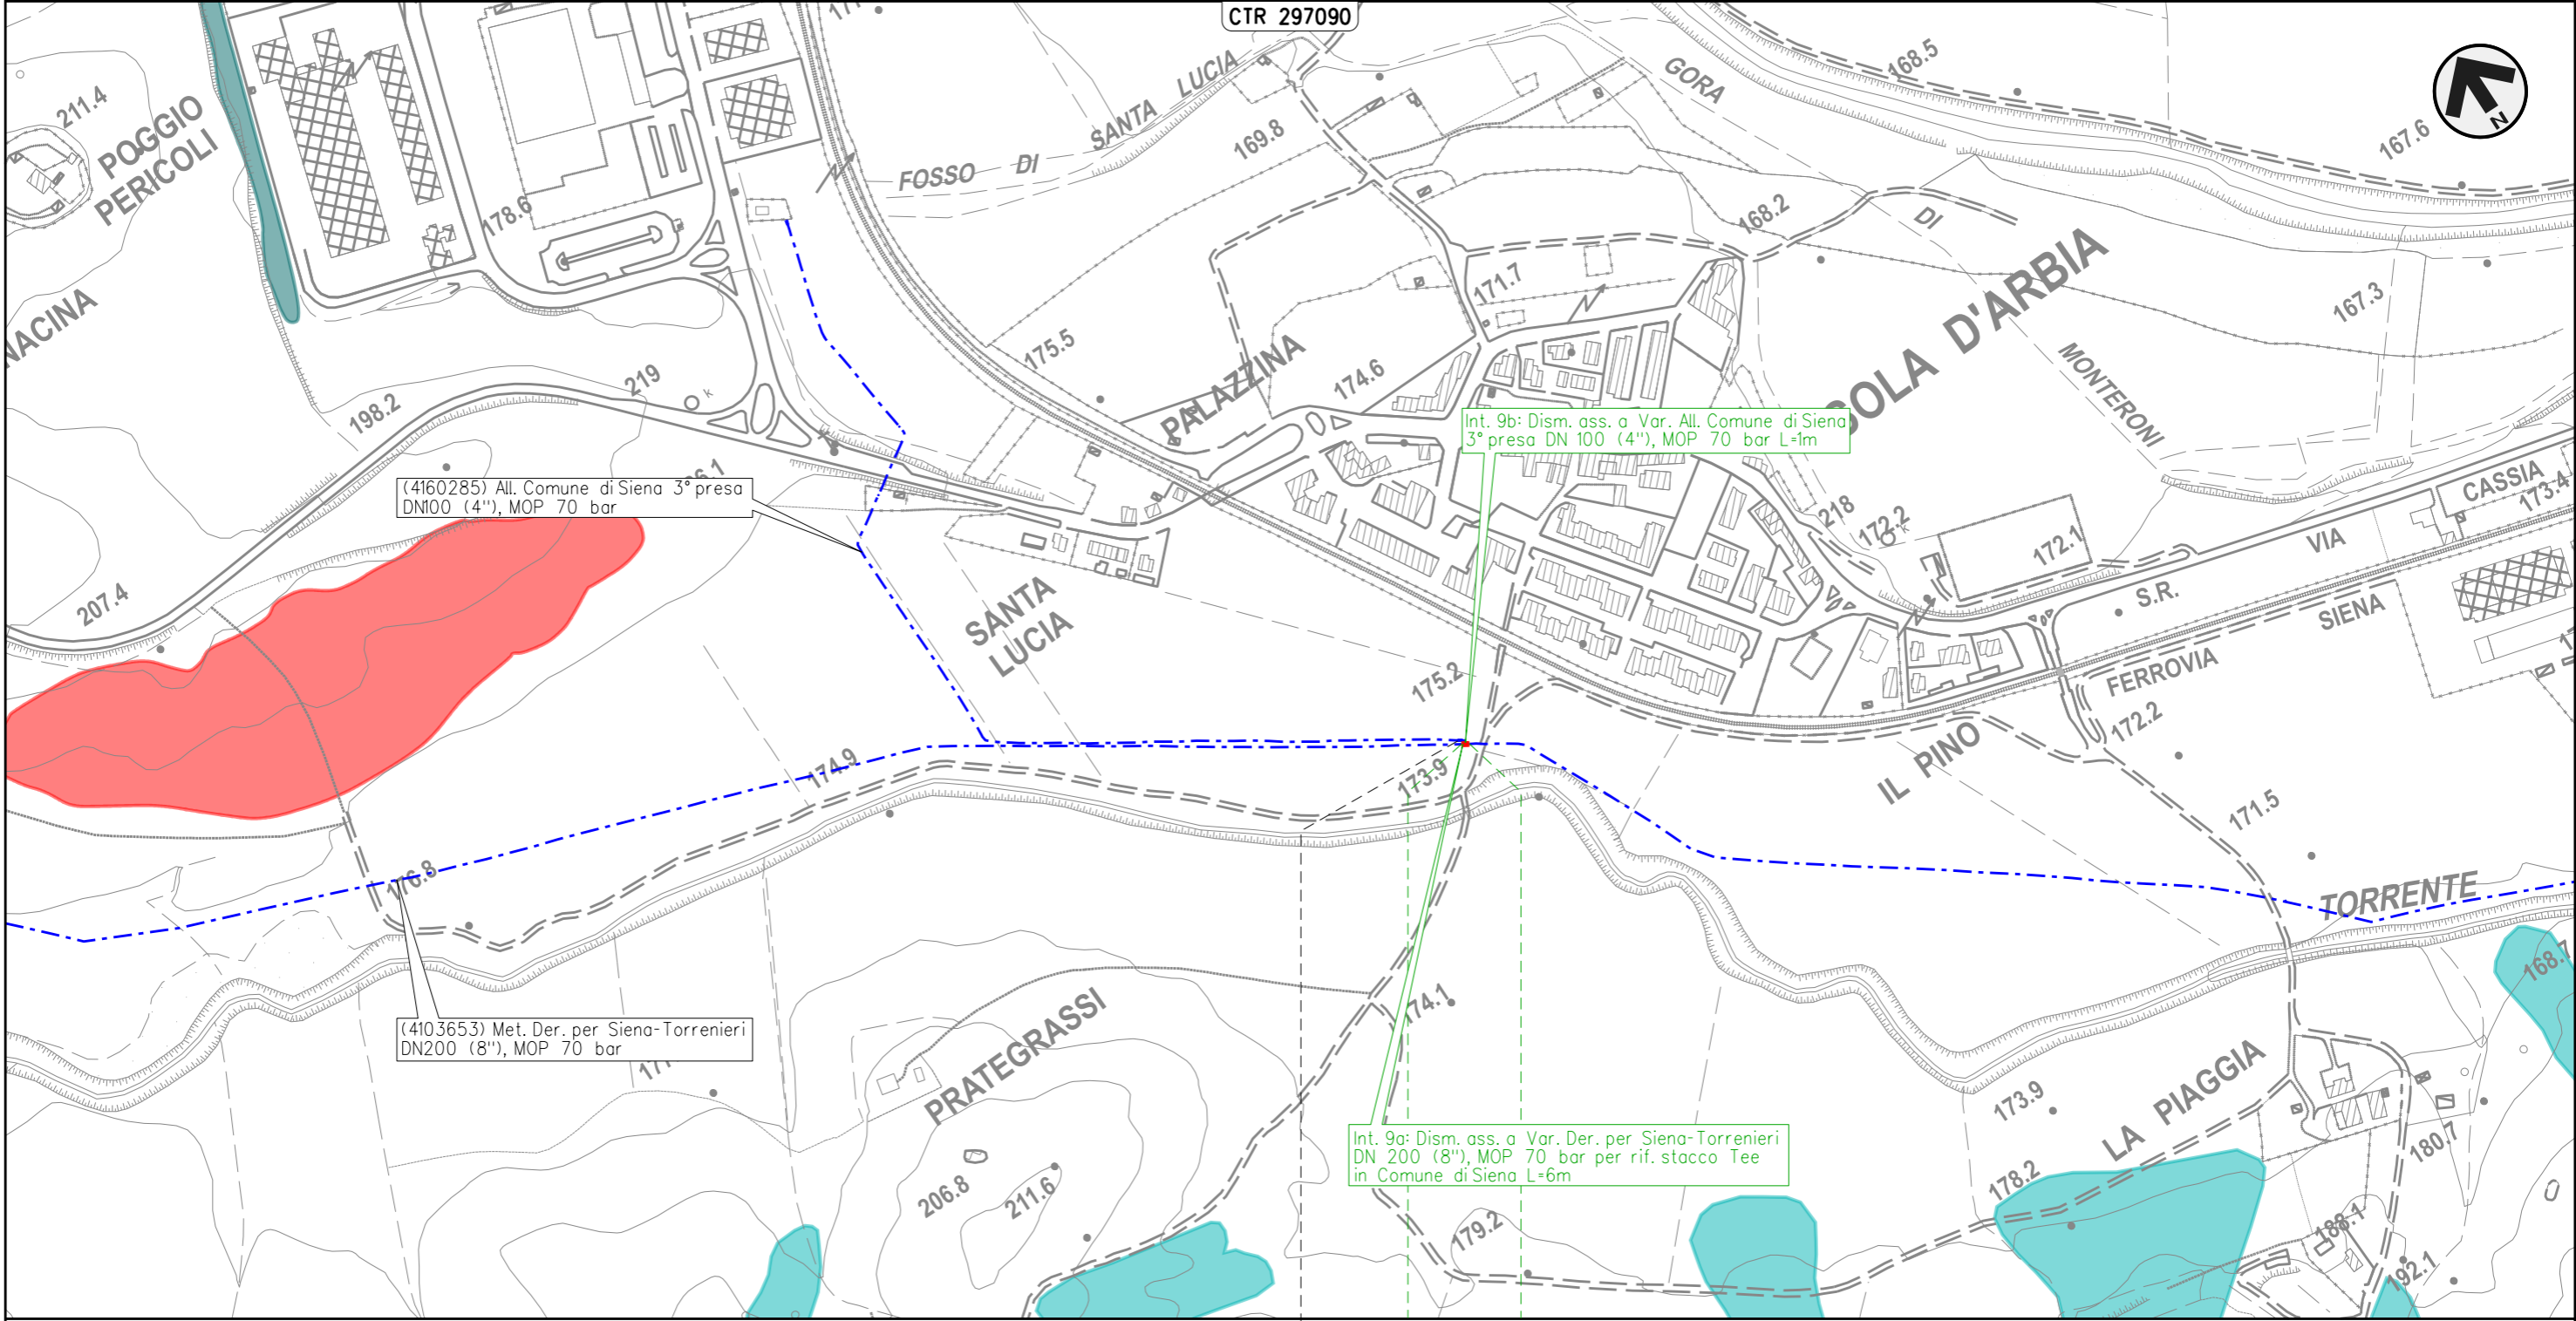 CTR 297090
N
211.4
POGGIO
PERICOLI
178.6
FOSSO DI SANTA LUCIA
169.8
GORA
168.5
167.6
168.2
DI
171.7
SOLA D'ARBIA
167.3
MONTERONI
175.5
PALAZZINA
174.6
NACINA
198.2
219
k
Int. 9b: Dism. ass. a Var. All. Comune di Siena
3° presa DN 100 (4"), MOP 70 bar L=1m
(4160285) All. Comune di Siena 3° presa
DN100 (4"), MOP 70 bar
218
172.2
k
172.1
CASSIA
173.4
VIA
S.R.
SIENA
FERROVIA
207.4
SANTA
LUCIA
175.2
172.2
IL PINO
174.9
173.9
171.5
176.8
TORRENTE
168.7
(4103653) Met. Der. per Siena-Torrenieri
DN200 (8"), MOP 70 bar
174.1
PRATEGRASSI
173.9
LA PIAGGIA
Int. 9a: Dism. ass. a Var. Der. per Siena-Torrenieri
DN 200 (8"), MOP 70 bar per rif. stacco Tee
in Comune di Siena L=6m
180.7
178.2
206.8
211.6
179.2
188.1
192.1